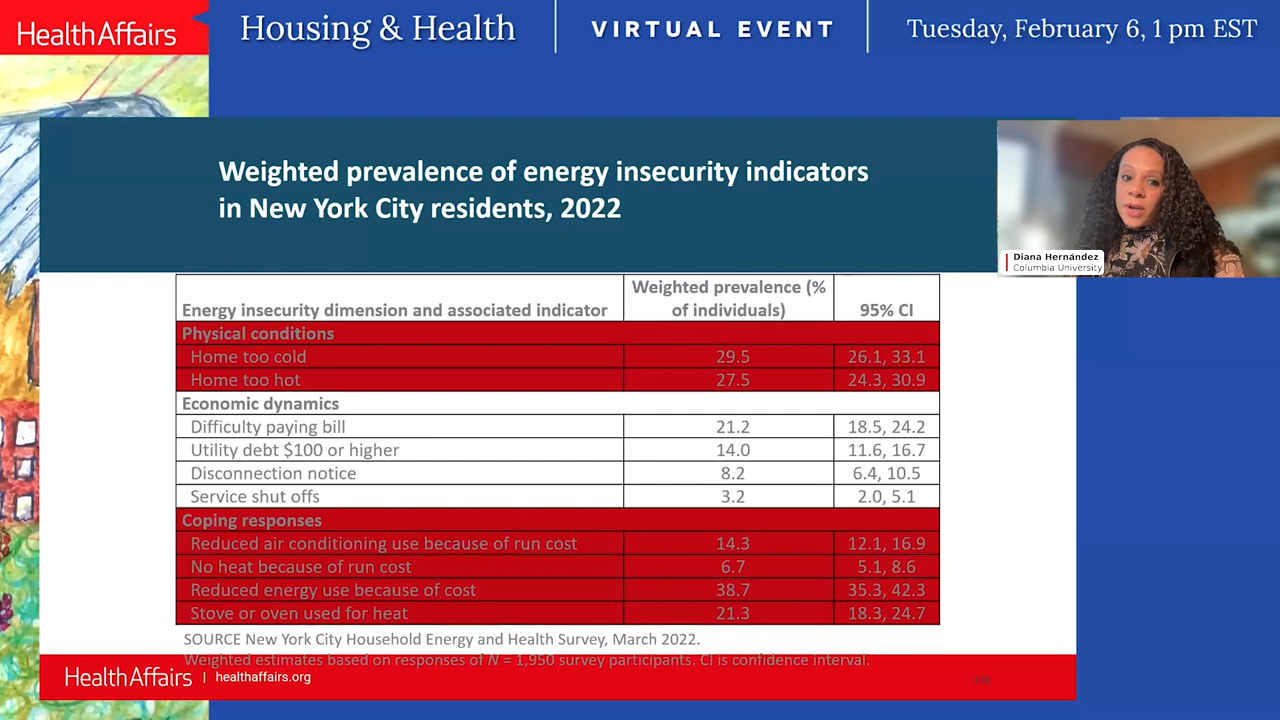 HealthAffairs
Housing & Health
VIRTUAL EVENT
Tuesday, February 6, 1 pm EST
Weighted prevalence of energy insecurity indicators
in New York City residents, 2022
Diana Hernández
Columbia University
Energy insecurity dimension and associated indicator Weighted prevalence (% of individuals) 95% CI
Physical conditions
Home too cold 29.5 26.1, 33.1
Home too hot 27.5 24.3, 30.9
Economic dynamics
Difficulty paying bill 21.2 18.5, 24.2
Utility debt $100 or higher 14.0 11.6, 16.7
Disconnection notice 8.2 6.4, 10.5
Service shut offs 3.2 2.0, 5.1
Coping responses
Reduced air conditioning use because of run cost 14.3 12.1, 16.9
No heat because of run cost 6.7 5.1, 8.6
Reduced energy use because of cost 38.7 35.3, 42.3
Stove or oven used for heat 21.3 18.3, 24.7
SOURCE New York City Household Energy and Health Survey, March 2022.
Weighted estimates based on responses of N = 1,950 survey participants. CI is confidence interval.
HealthAffairs | healthaffairs.org